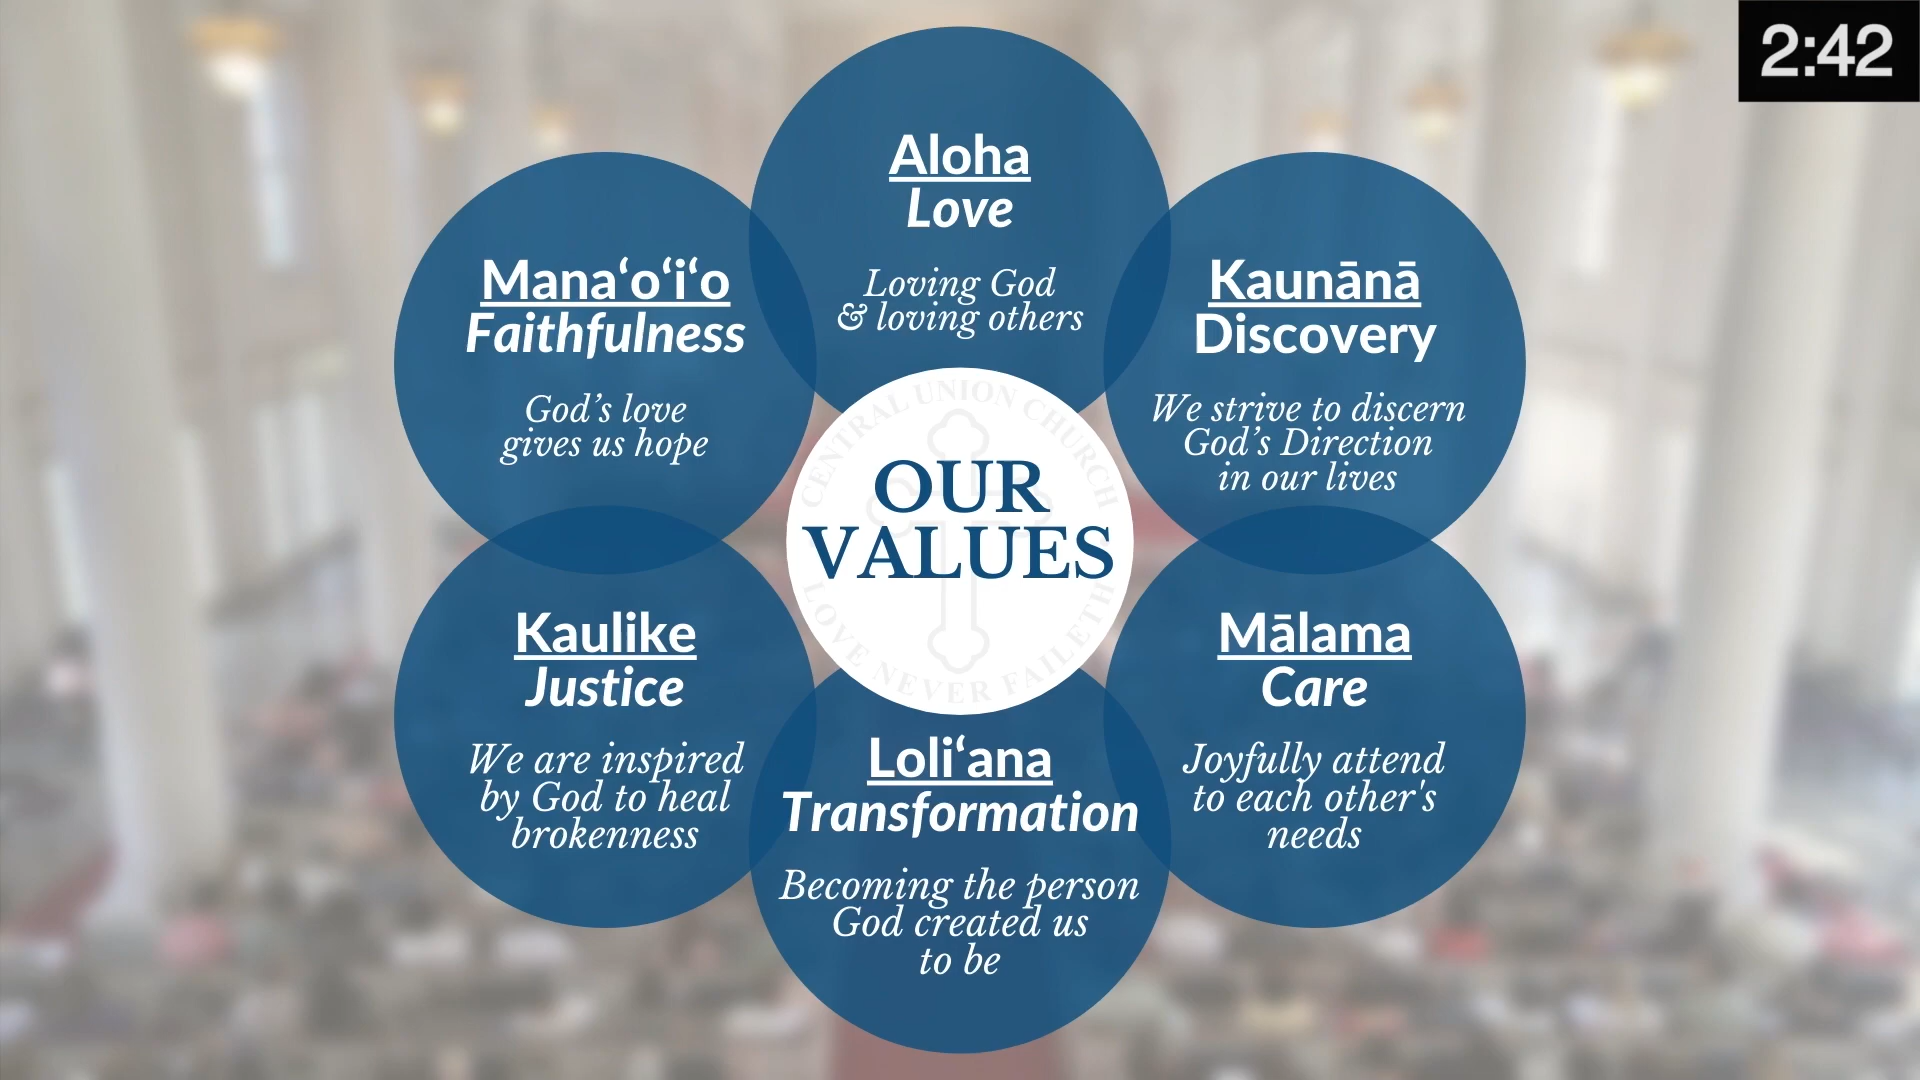 2:42
Aloha
Love
Loving God
& loving others
Manaʻoʻiʻo
Faithfulness
God’s love
gives us hope
Kaunānā
Discovery
We strive to discern
God’s Direction
in our lives
CENTRAL UNION CHURCH
OUR
VALUES
LOVE NEVER FAILETH
Kaulike
Justice
We are inspired
by God to heal
brokenness
Loliʻana
Transformation
Becoming the person
God created us
to be
Mālama
Care
Joyfully attend
to each other's
needs